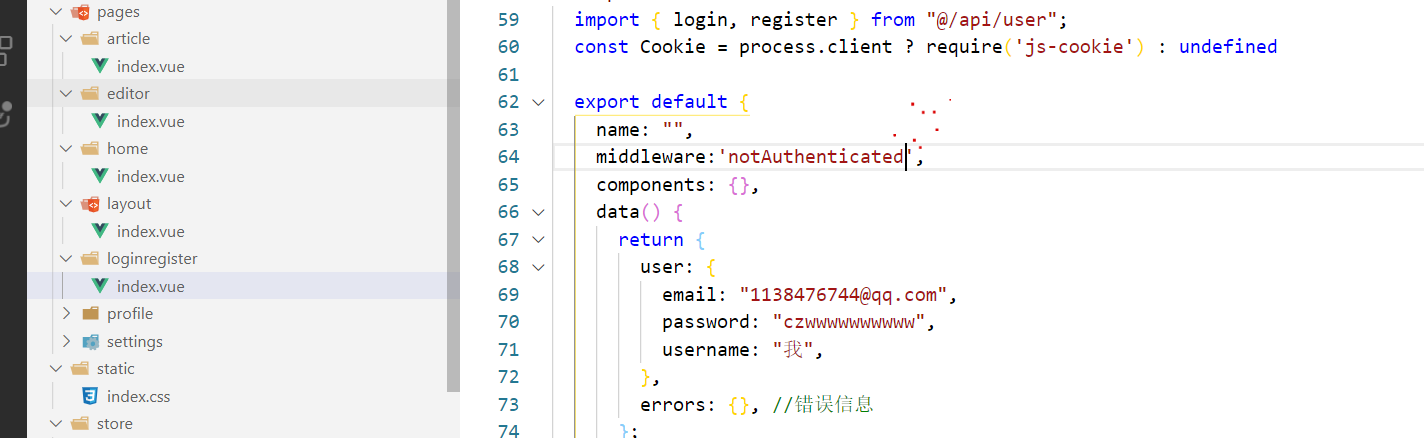 pages
article
index.vue
editor
index.vue
home
index.vue
layout
index.vue
loginregister
index.vue
profile
settings
static
index.css
store
59 import { login, register } from "@/api/user";
60 const Cookie = process.client ? require('js-cookie') : undefined
61
62 export default {
63 name: "",
64 middleware:'notAuthenticated',
65 components: {},
66 data() {
67 return {
68 user: {
69 email: "1138476744@qq.com",
70 password: "czwwwwwwwwww",
71 username: "我",
72 },
73 errors: {}, //错误信息
74 };